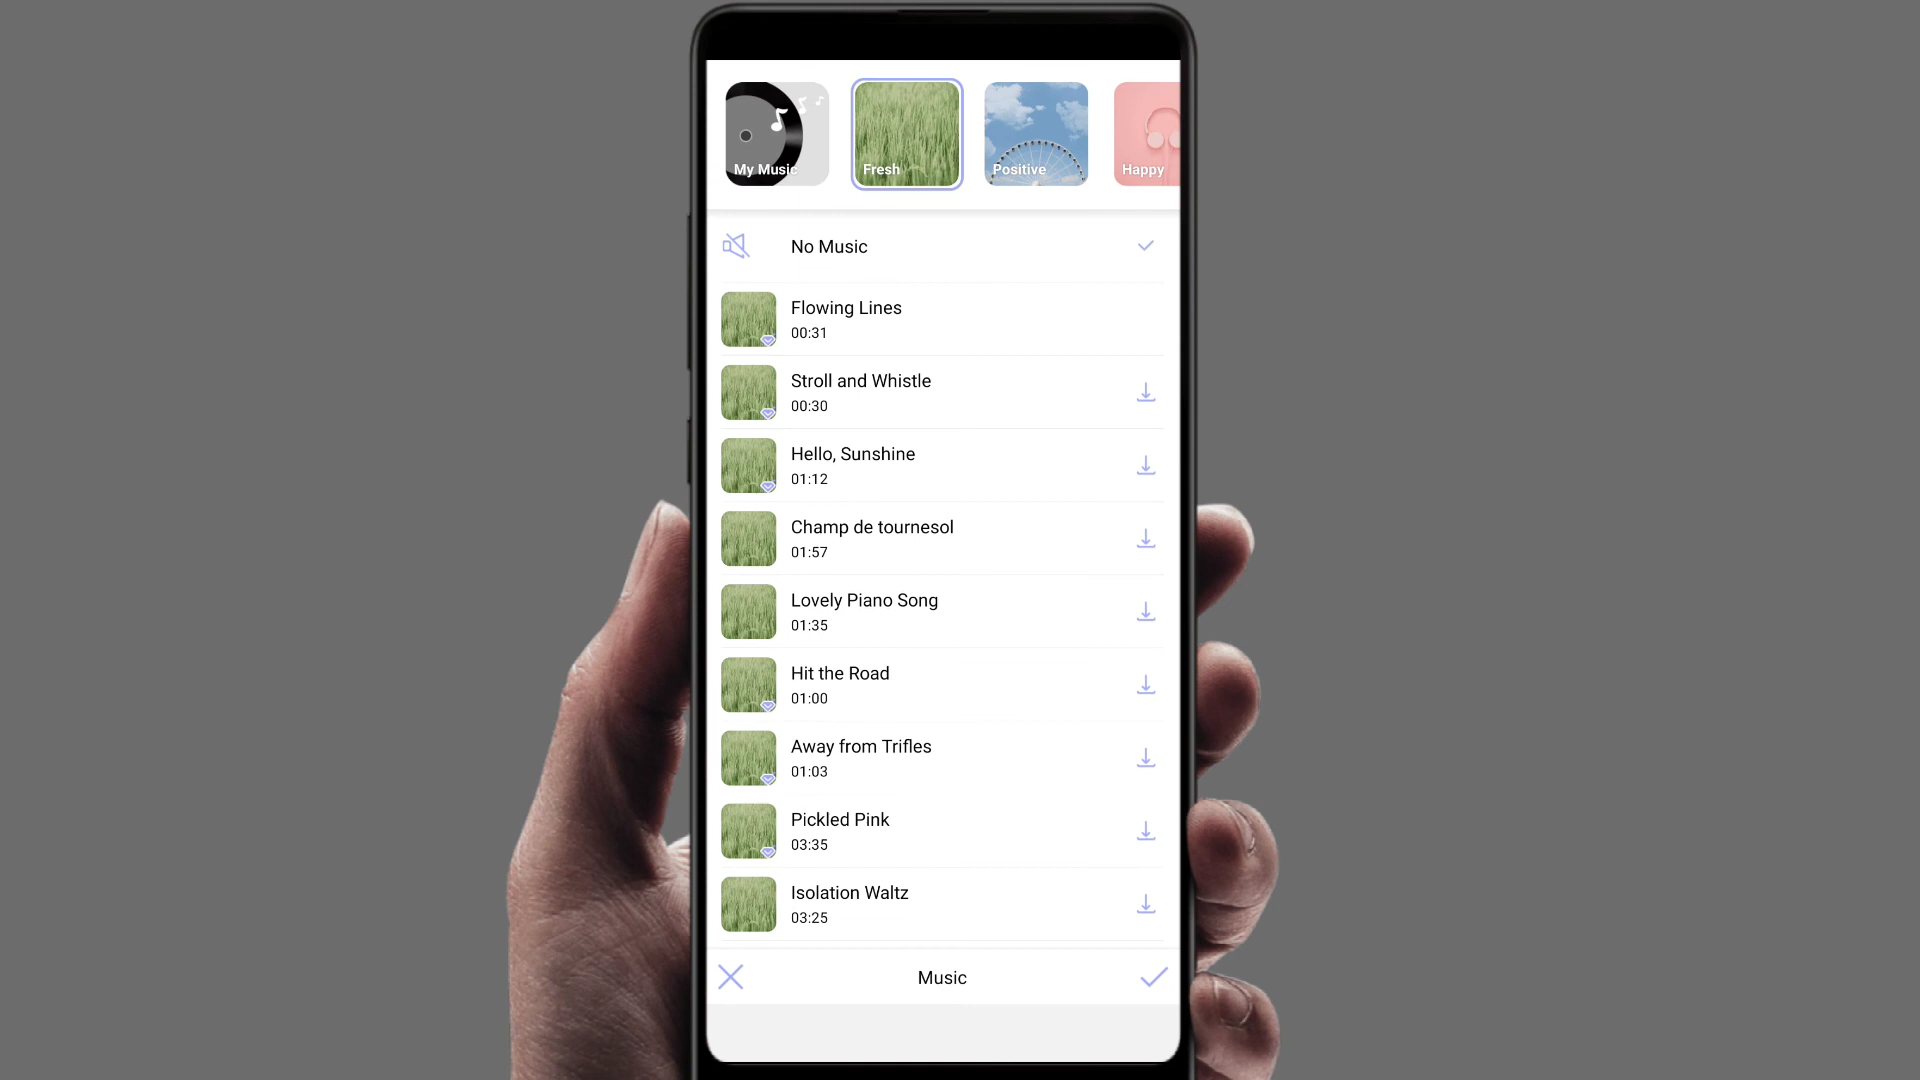 My Music
Fresh
Positive
Happy
No Music
Flowing Lines
00:31
Stroll and Whistle
00:30
Hello, Sunshine
01:12
Champ de tournesol
01:57
Lovely Piano Song
01:35
Hit the Road
01:00
Away from Trifles
01:03
Pickled Pink
03:35
Isolation Waltz
03:25
Music